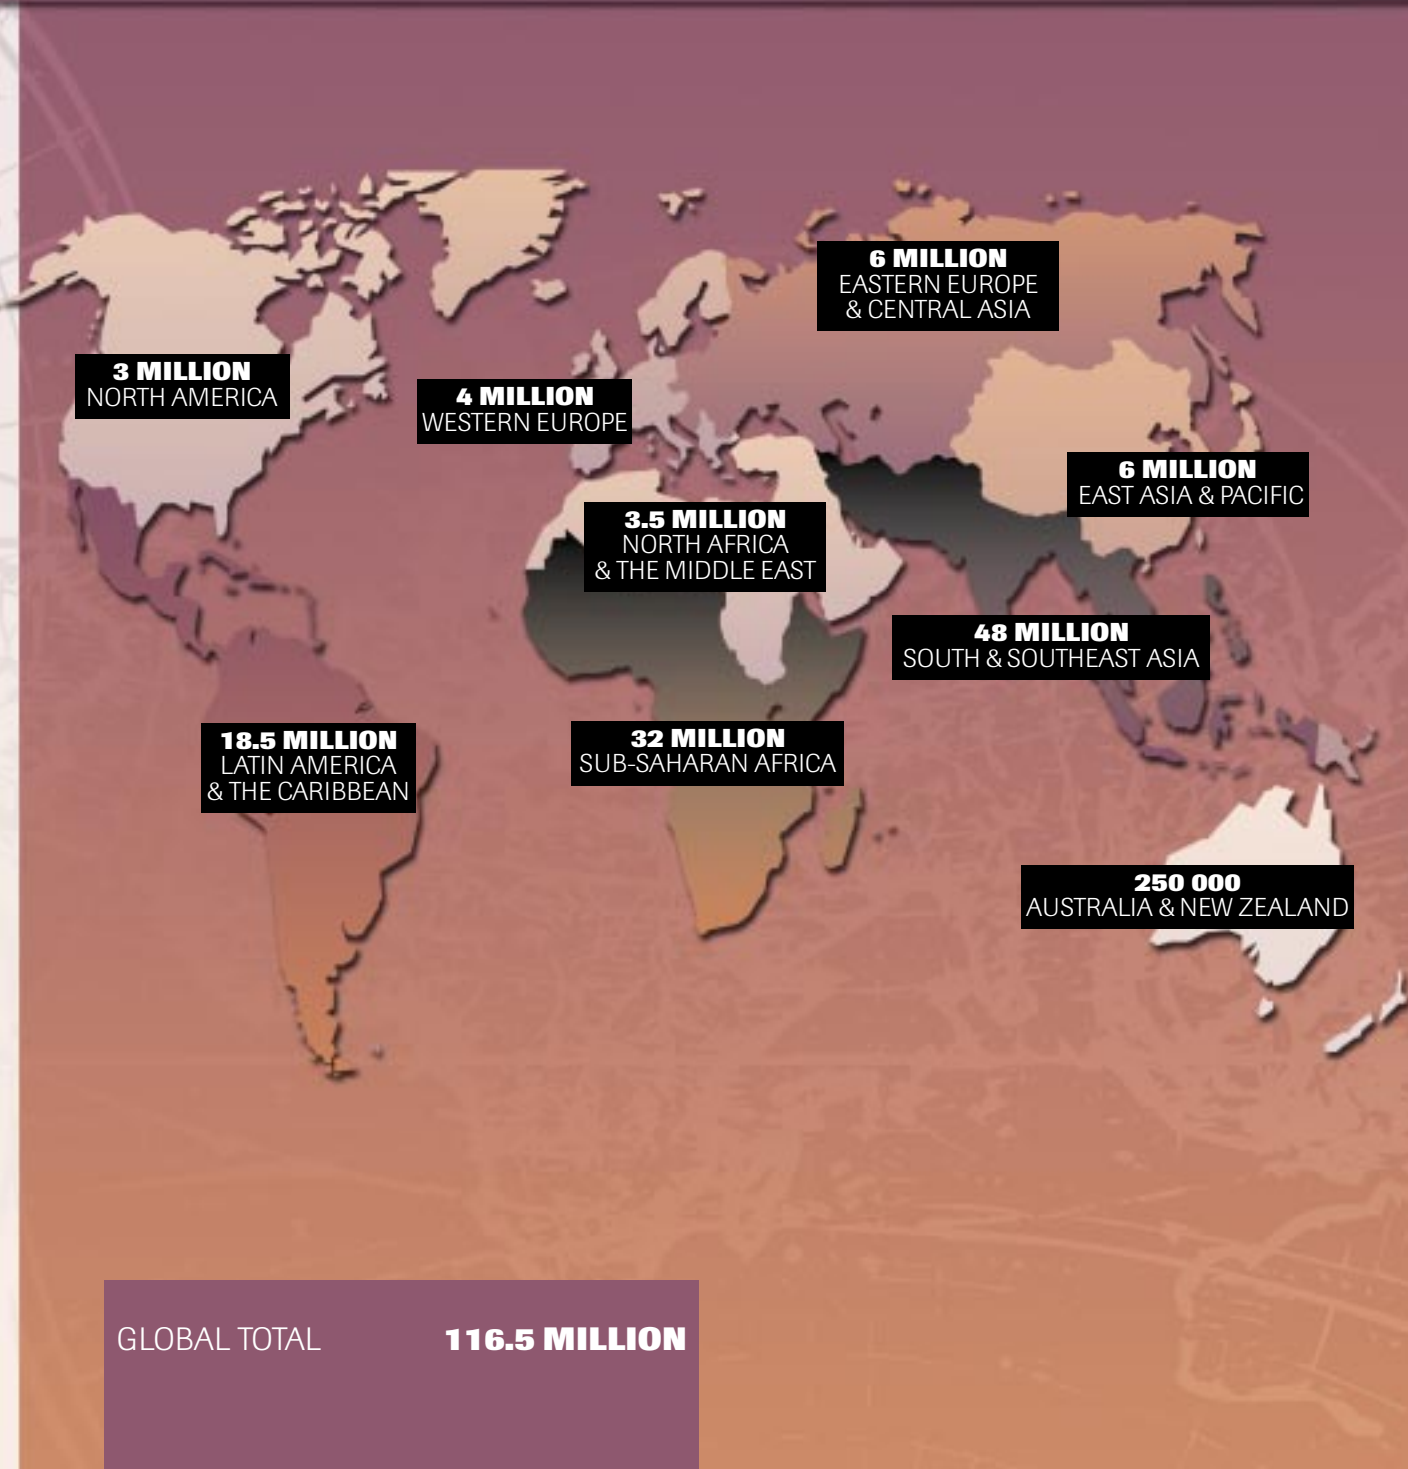 6 MILLION
EASTERN EUROPE
& CENTRAL ASIA
3 MILLION
NORTH AMERICA
4 MILLION
WESTERN EUROPE
6 MILLION
EAST ASIA & PACIFIC
3.5 MILLION
NORTH AFRICA
& THE MIDDLE EAST
48 MILLION
SOUTH & SOUTHEAST ASIA
18.5 MILLION
LATIN AMERICA
& THE CARIBBEAN
32 MILLION
SUB-SAHARAN AFRICA
250 000
AUSTRALIA & NEW ZEALAND
GLOBAL TOTAL 116.5 MILLION